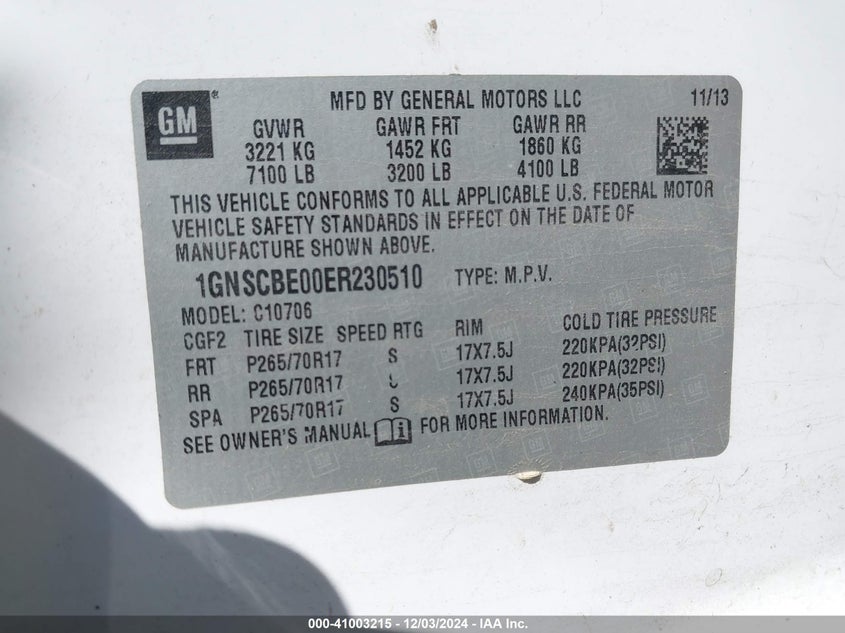 GM ®
MFD BY GENERAL MOTORS LLC 11/13
GVWR GAWR FRT GAWR RR
3221 KG 1452 KG 1860 KG
7100 LB 3200 LB 4100 LB
THIS VEHICLE CONFORMS TO ALL APPLICABLE U.S. FEDERAL MOTOR
VEHICLE SAFETY STANDARDS IN EFFECT ON THE DATE OF
MANUFACTURE SHOWN ABOVE.
1GNSCBE00ER230510 TYPE: M.P.V.
MODEL: C10706
CGF2 TIRE SIZE SPEED RTG RIM COLD TIRE PRESSURE
FRT P265/70R17 S 17X7.5J 220KPA(32PSI)
RR P265/70R17 17X7.5J 220KPA(32PSI)
SPA P265/70R17 S 17X7.5J 240KPA(35PSI)
SEE OWNER'S MANUAL FOR MORE INFORMATION.
000-41003215 - 12/03/2024 - IAA Inc.